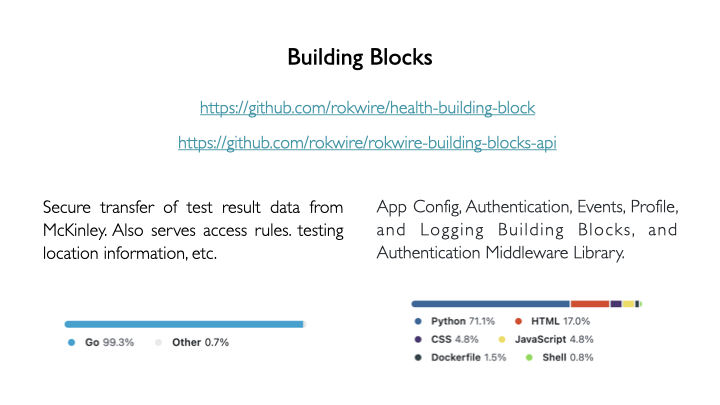 Building Blocks
https://github.com/rokwire/health-building-block
https://github.com/rokwire/rokwire-building-blocks-api
Secure transfer of test result data from
McKinley. Also serves access rules. testing
location information, etc.
App Config, Authentication, Events, Profile,
and Logging Building Blocks, and
Authentication Middleware Library.
Go 99.3% Other 0.7%
Python 71.1% HTML 17.0%
CSS 4.8% JavaScript 4.8%
Dockerfile 1.5% Shell 0.8%